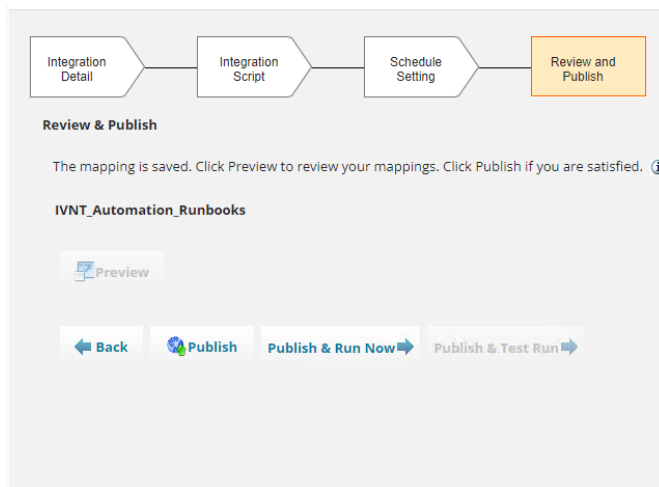 Integration
Detail
Integration
Script
Schedule
Setting
Review and
Publish
Review & Publish
The mapping is saved. Click Preview to review your mappings. Click Publish if you are satisfied.
IVNT_Automation_Runbooks
Preview
Back
Publish
Publish & Run Now
Publish & Test Run